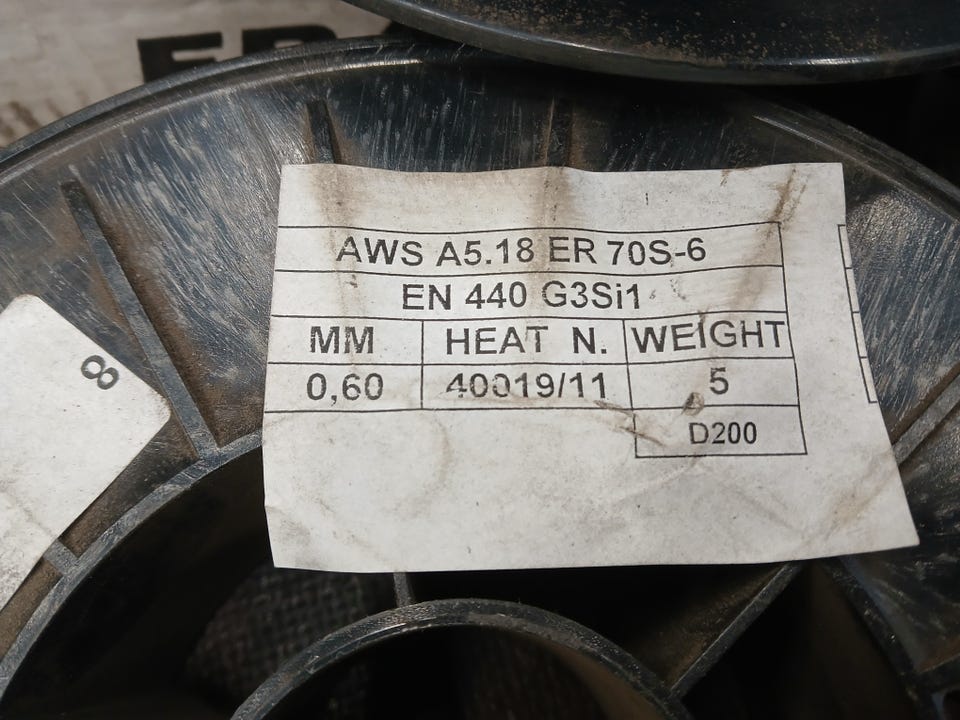 AWS A5.18 ER 70S-6
EN 440 G3Si1
MM HEAT N. WEIGHT
0,60 40019/11 5
D200
8